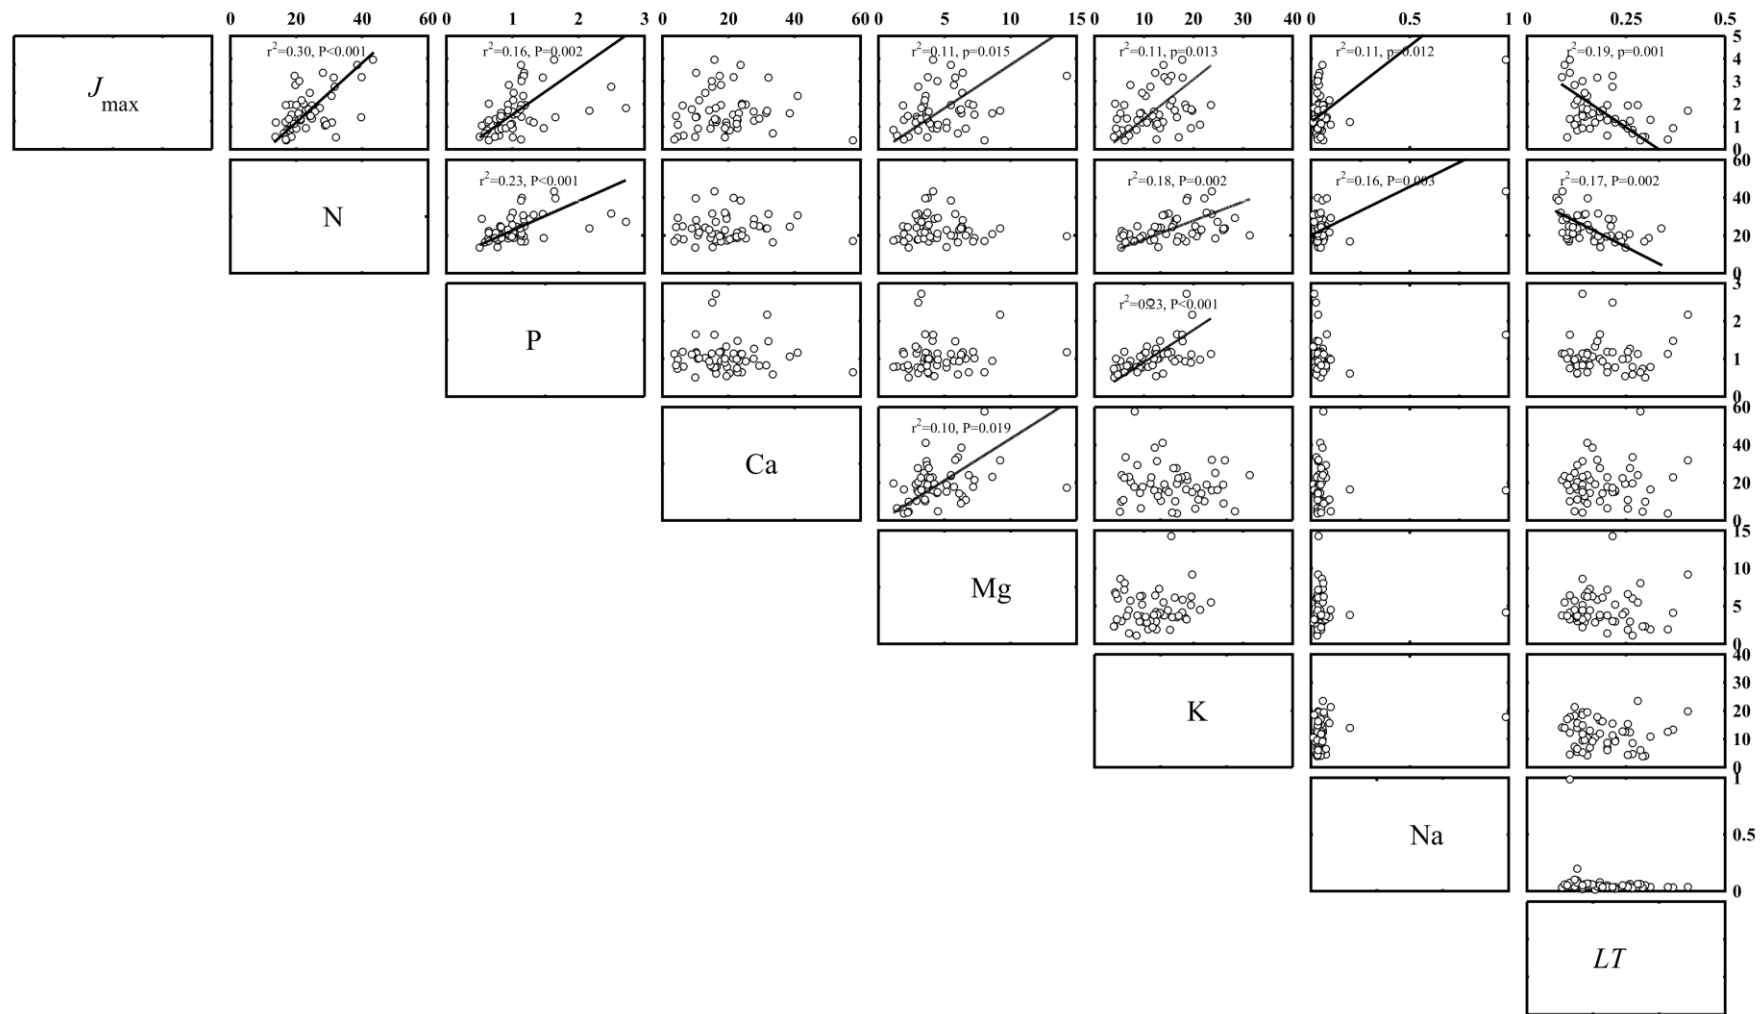 0 20 40 60 0 1 2 3 0 20 40 60 0 5 10 15 0 10 20 30 40 0 0.5 1 0 0.25 0.5
Jmax
r²=0.30, P<0.001
r²=0.16, P=0.002
r²=0.11, p=0.015
r²=0.11, p=0.013
r²=0.11, p=0.012
r²=0.19, p=0.001
5
4
3
2
1
0
N
r²=0.23, P<0.001
r²=0.18, P=0.002
r²=0.16, P=0.003
r²=0.17, P=0.002
60
40
20
0
P
r²=0.23, P<0.001
3
2
1
0
Ca
r²=0.10, P=0.019
60
40
20
0
Mg
15
10
5
0
K
40
30
20
10
0
Na
1
0.5
0
LT